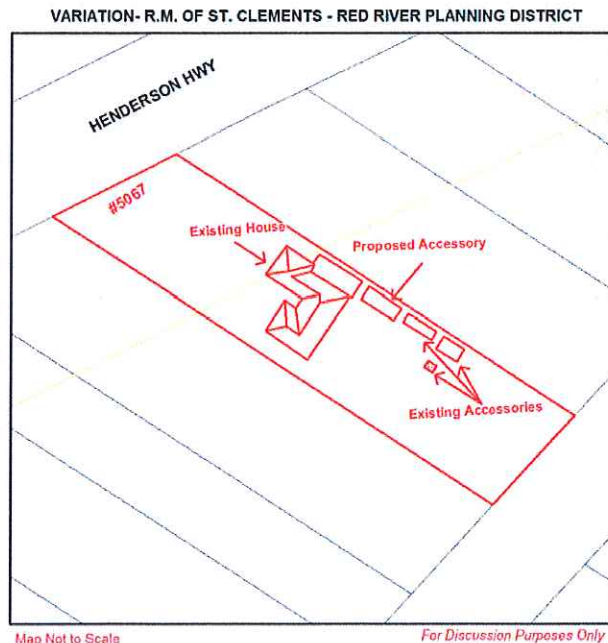 VARIATION- R.M. OF ST. CLEMENTS - RED RIVER PLANNING DISTRICT
HENDERSON HWY
#5067
Existing House
Proposed Accessory
Existing Accessories
Map Not to Scale
For Discussion Purposes Only